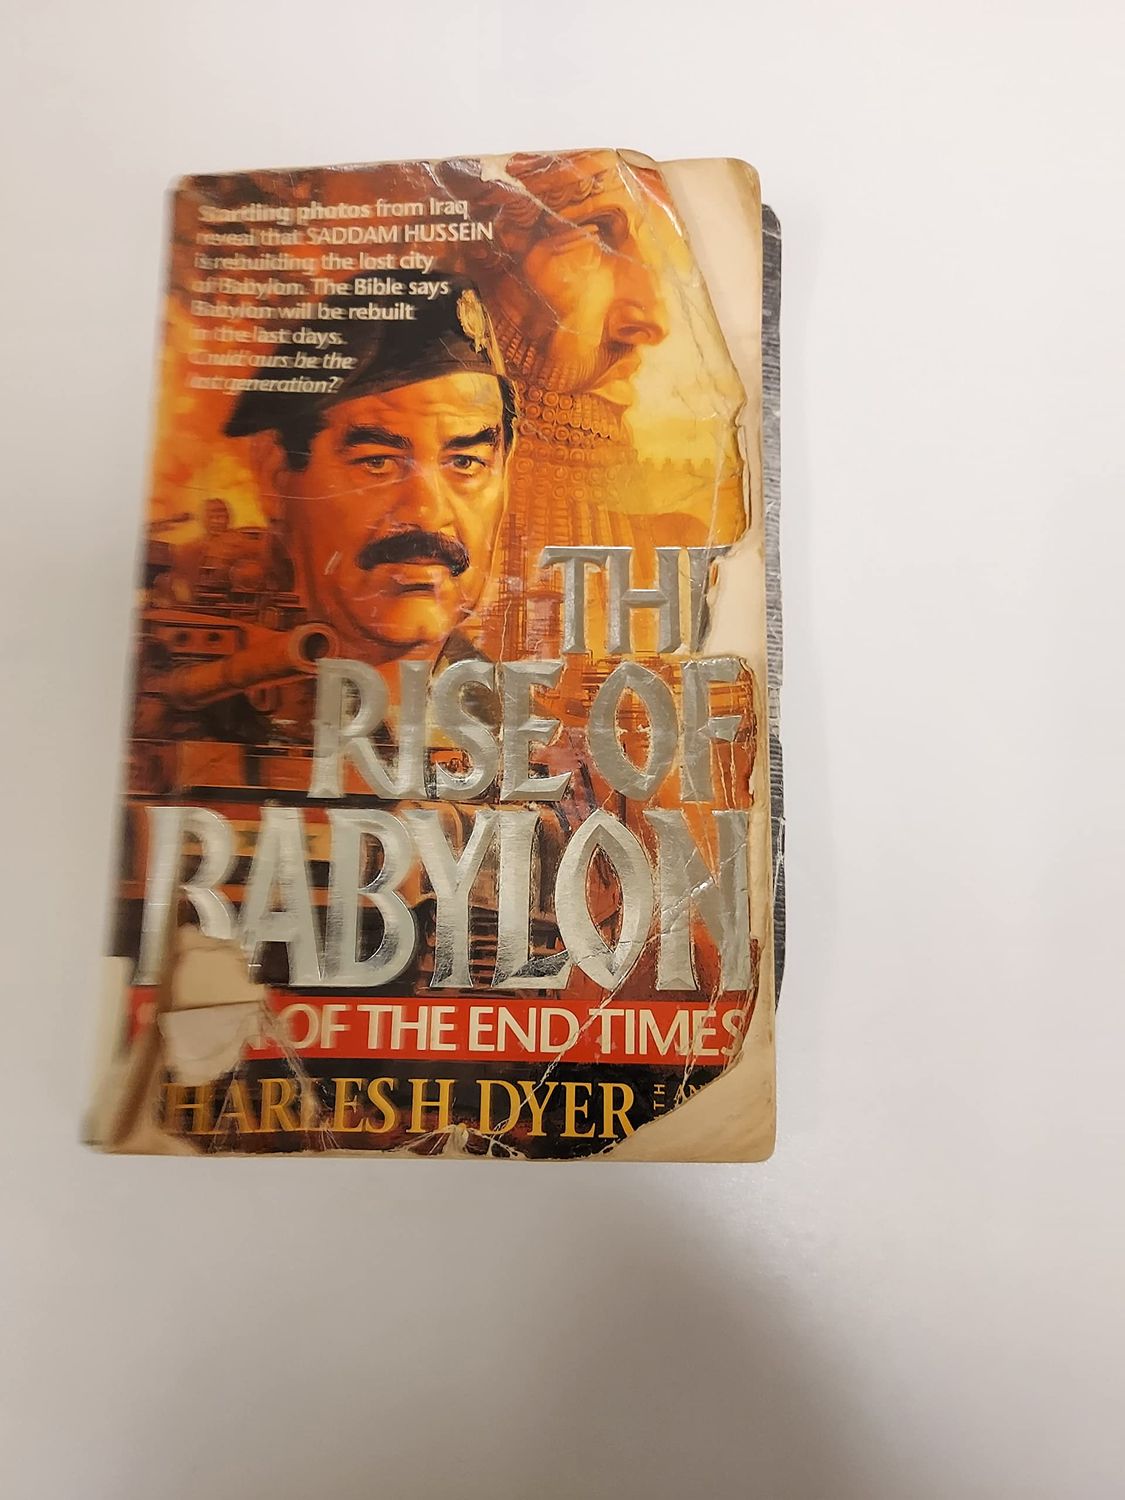 Startling photos from Iraq
reveal that SADDAM HUSSEIN
is rebuilding the lost city
of Babylon. The Bible says
Babylon will be rebuilt
in the last days.
Could ours be the
last generation?
THE
RISE OF
BABYLON
OF THE END TIMES
HARLES H. DYER